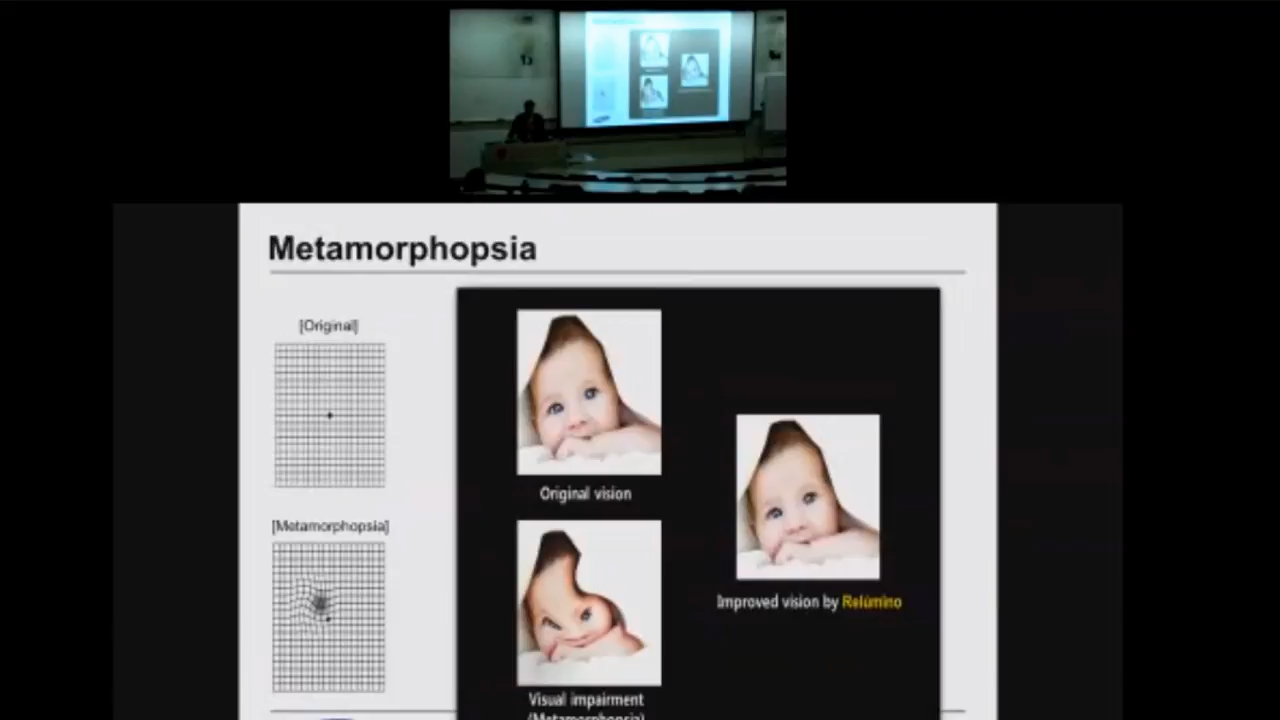 Metamorphopsia
[Original]
[Metamorphopsia]
Original vision
Visual impairment
(Metamorphopsia)
Improved vision by Relúmino